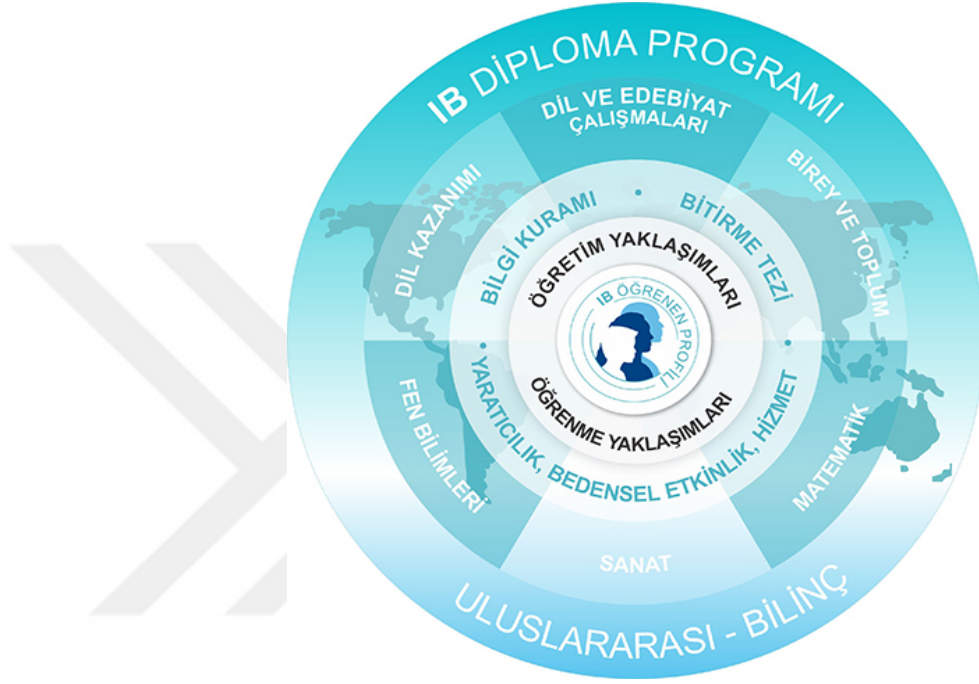 IB DİPLOMA PROGRAMI
DİL VE EDEBİYAT
ÇALIŞMALARI
DİL KAZANIMI
BİREY VE TOPLUM
BİLGİ KURAMI
•
BİTİRME TEZİ
ÖĞRETİM YAKLAŞIMLARI
IB ÖĞRENEN PROFİLİ
ÖĞRENME YAKLAŞIMLARI
• YARATICILIK, BEDENSEL ETKİNLİK, HİZMET •
FEN BİLİMLERİ
MATEMATİK
SANAT
ULUSLARARASI - BİLİNÇ